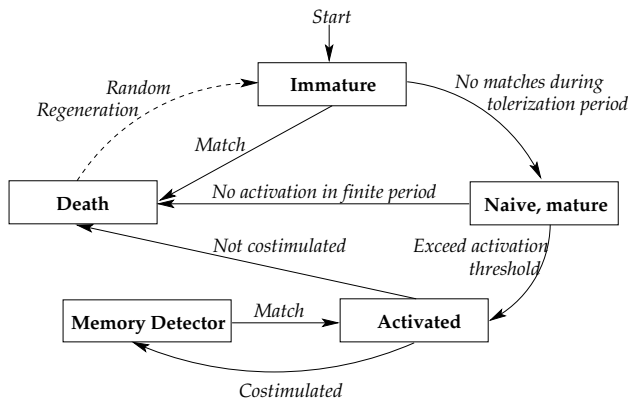 Start
Immature
Random
Regeneration
No matches during
tolerization period
Match
Death
No activation in finite period
Naive, mature
Not costimulated
Exceed activation
threshold
Memory Detector
Match
Activated
Costimulated